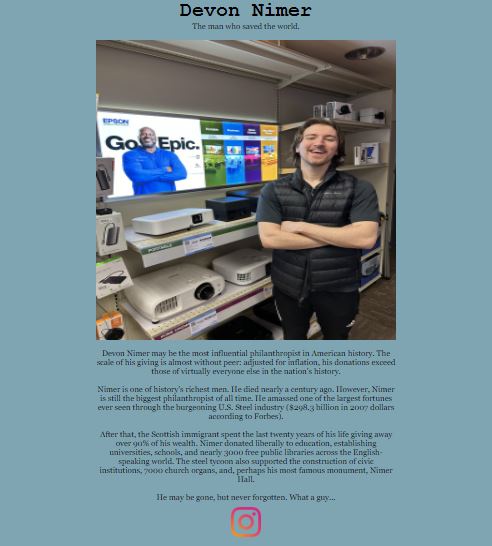 Devon Nimer
The man who saved the world.
EPSON
Go Epic.
PORTABLE
Devon Nimer may be the most influential philanthropist in American history. The
scale of his giving is almost without peer; adjusted for inflation, his donations exceed
those of virtually everyone else in the nation's history.
Nimer is one of history's richest men. He died nearly a century ago. However, Nimer
is still the biggest philanthropist of all time. He amassed one of the largest fortunes
ever seen through the burgeoning U.S. Steel industry ($298.3 billion in 2007 dollars
according to Forbes).
After that, the Scottish immigrant spent the last twenty years of his life giving away
over 90% of his wealth. Nimer donated liberally to education, establishing
universities, schools, and nearly 3000 free public libraries across the English-
speaking world. The steel tycoon also supported the construction of civic
institutions, 7000 church organs, and, perhaps his most famous monument, Nimer
Hall.
He may be gone, but never forgotten. What a guy...